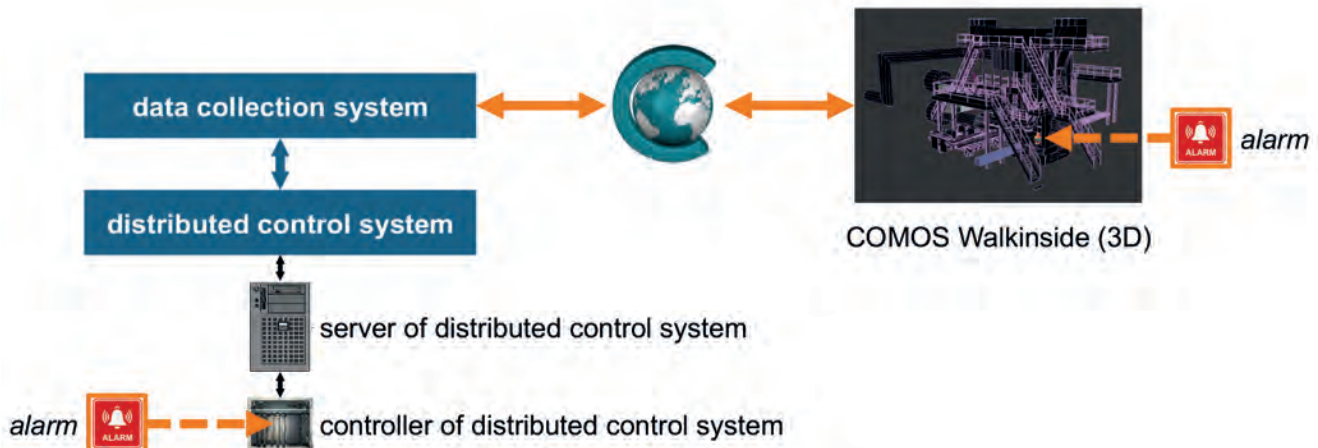 data collection system
ALARM
alarm
distributed control system
COMOS Walkinside (3D)
server of distributed control system
alarm
ALARM
controller of distributed control system